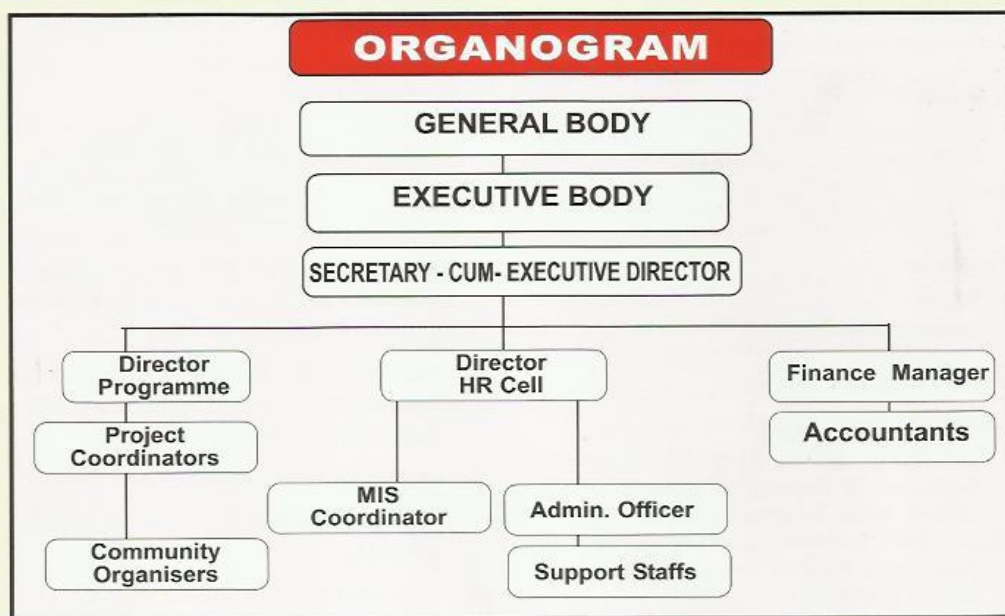 ORGANOGRAM
GENERAL BODY
EXECUTIVE BODY
SECRETARY - CUM- EXECUTIVE DIRECTOR
Director
Programme
Director
HR Cell
Finance Manager
Project
Coordinators
Accountants
MIS
Coordinator
Admin. Officer
Community
Organisers
Support Staffs